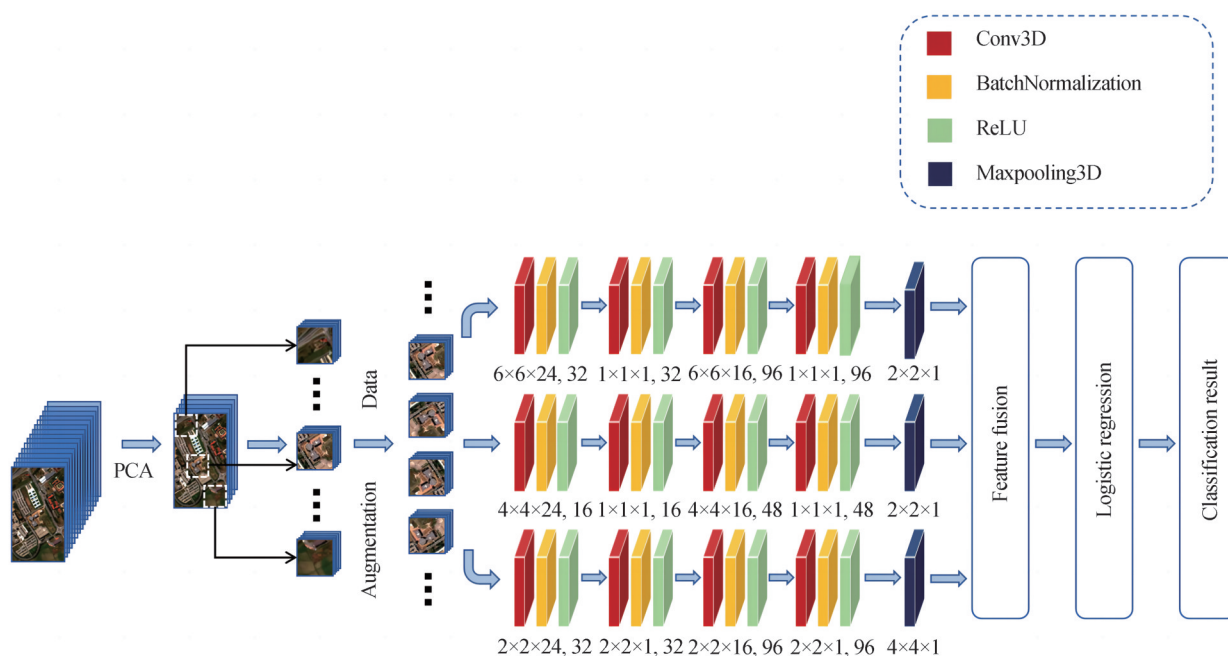 Conv3D
BatchNormalization
ReLU
Maxpooling3D
PCA
Data
Augmentation
6×6×24, 32
1×1×1, 32
6×6×16, 96
1×1×1, 96
2×2×1
4×4×24, 16
1×1×1, 16
4×4×16, 48
1×1×1, 48
2×2×1
2×2×24, 32
2×2×1, 32
2×2×16, 96
2×2×1, 96
4×4×1
Feature fusion
Logistic regression
Classification result